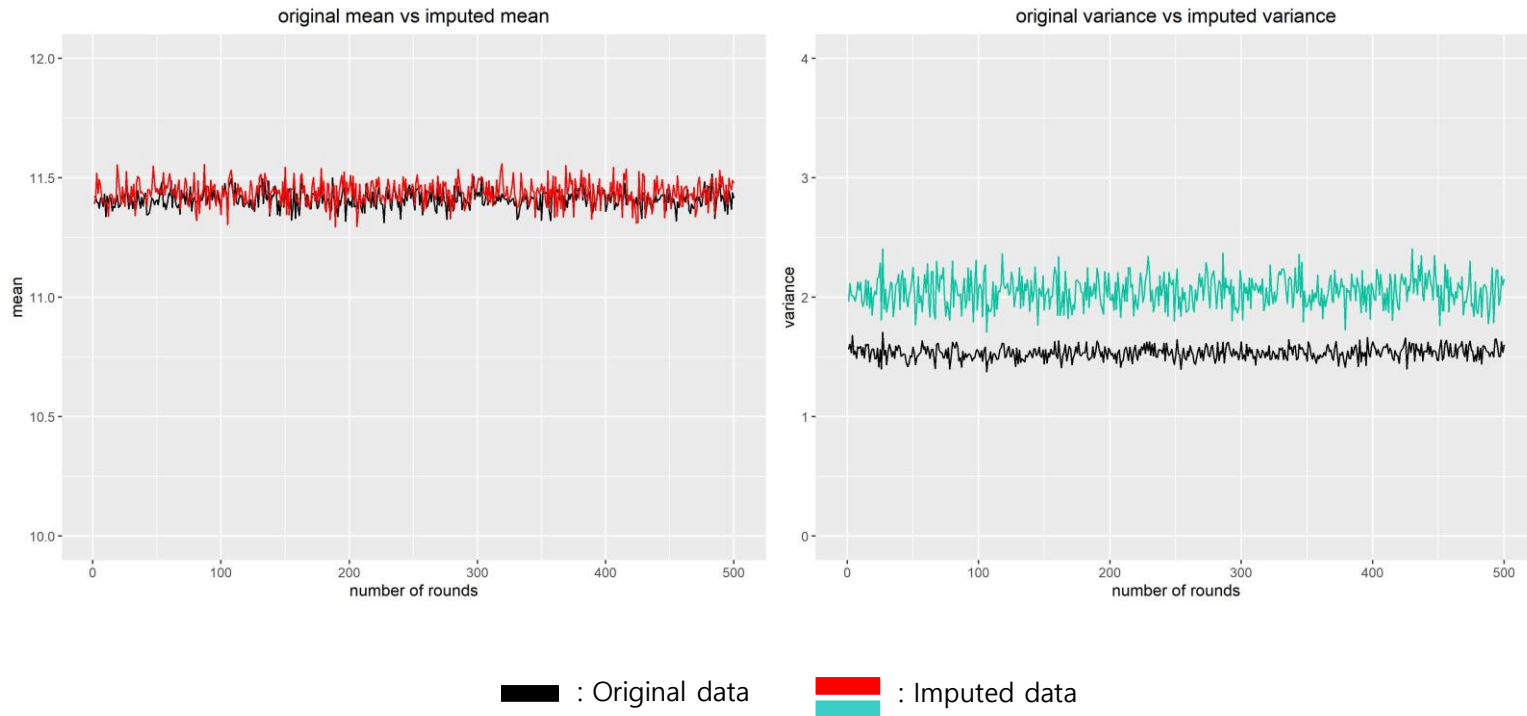 original mean vs imputed mean
12.0
11.5
11.0
10.5
10.0
mean
0
100
200
300
400
500
number of rounds
original variance vs imputed variance
4
3
2
1
0
variance
0
100
200
300
400
500
number of rounds
: Original data
: Imputed data